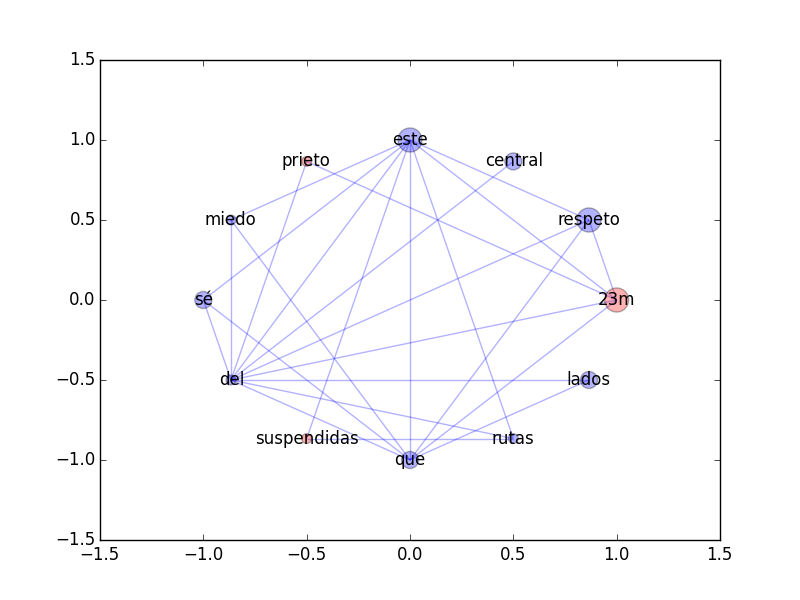 1.5
este
1.0
prieto
central
miedo
respeto
0.5
sé
23m
0.0
del
lados
−0.5
suspendidas
rutas
que
−1.0
−1.5
−1.5 −1.0 −0.5 0.0 0.5 1.0 1.5